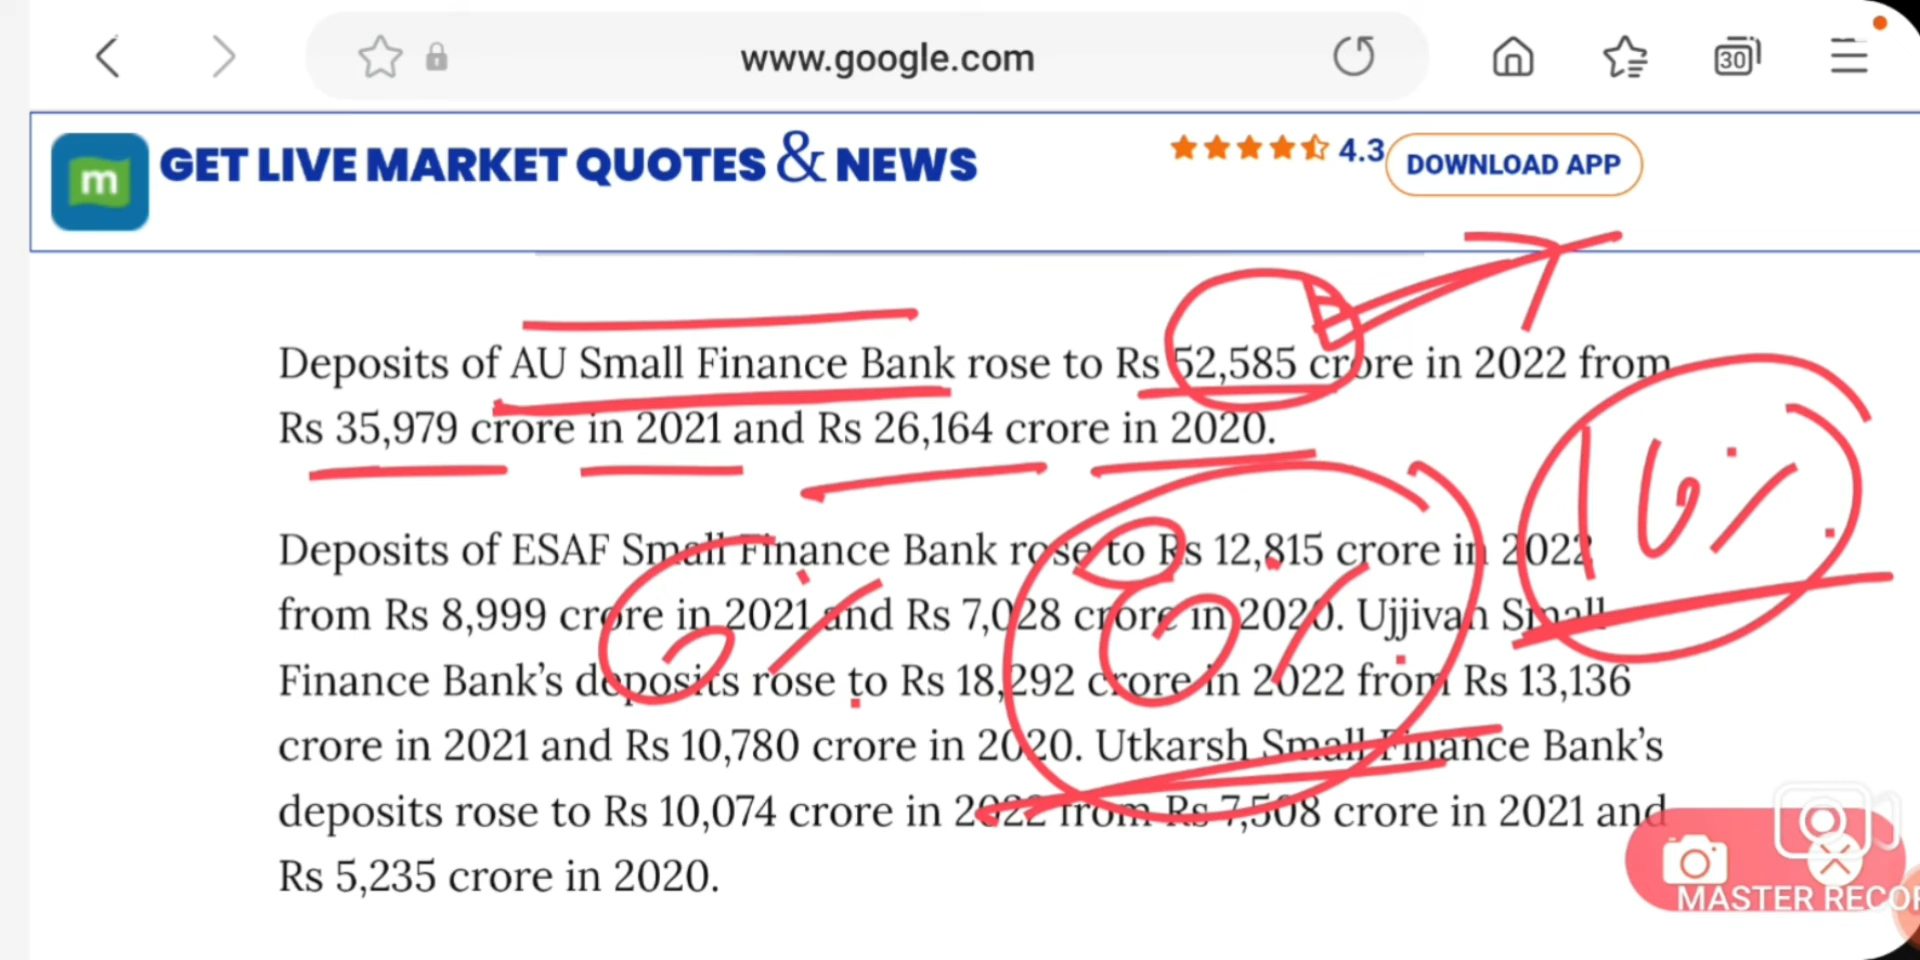 www.google.com
30
m GET LIVE MARKET QUOTES & NEWS 4.3 DOWNLOAD APP
Deposits of AU Small Finance Bank rose to Rs 52,585 crore in 2022 from
Rs 35,979 crore in 2021 and Rs 26,164 crore in 2020.
16%
Deposits of ESAF Small Finance Bank rose to Rs 12,815 crore in 2022
from Rs 8,999 crore in 2021 and Rs 7,028 crore in 2020. Ujjivan Small
6% 8%
Finance Bank's deposits rose to Rs 18,292 crore in 2022 from Rs 13,136
crore in 2021 and Rs 10,780 crore in 2020. Utkarsh Small Finance Bank's
deposits rose to Rs 10,074 crore in 2022 from Rs 7,508 crore in 2021 and
Rs 5,235 crore in 2020.
MASTER RECOR